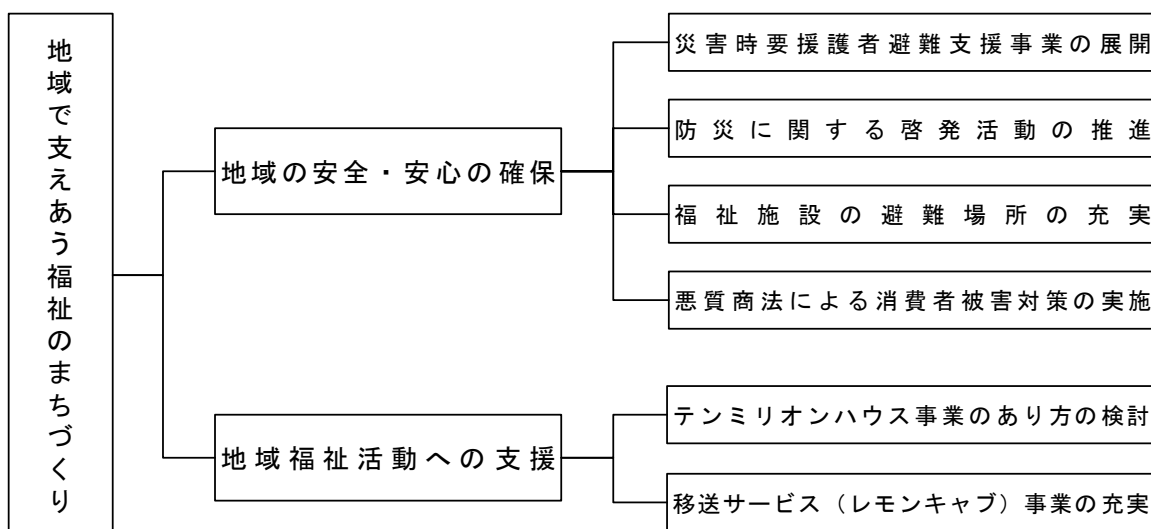 地域で支えあう福祉のまちづくり
地域の安全・安心の確保
災害時要援護者避難支援事業の展開
防災に関する啓発活動の推進
福祉施設の避難場所の充実
悪質商法による消費者被害対策の実施
地域福祉活動への支援
テンミリオンハウス事業のあり方の検討
移送サービス（レモンキャブ）事業の充実